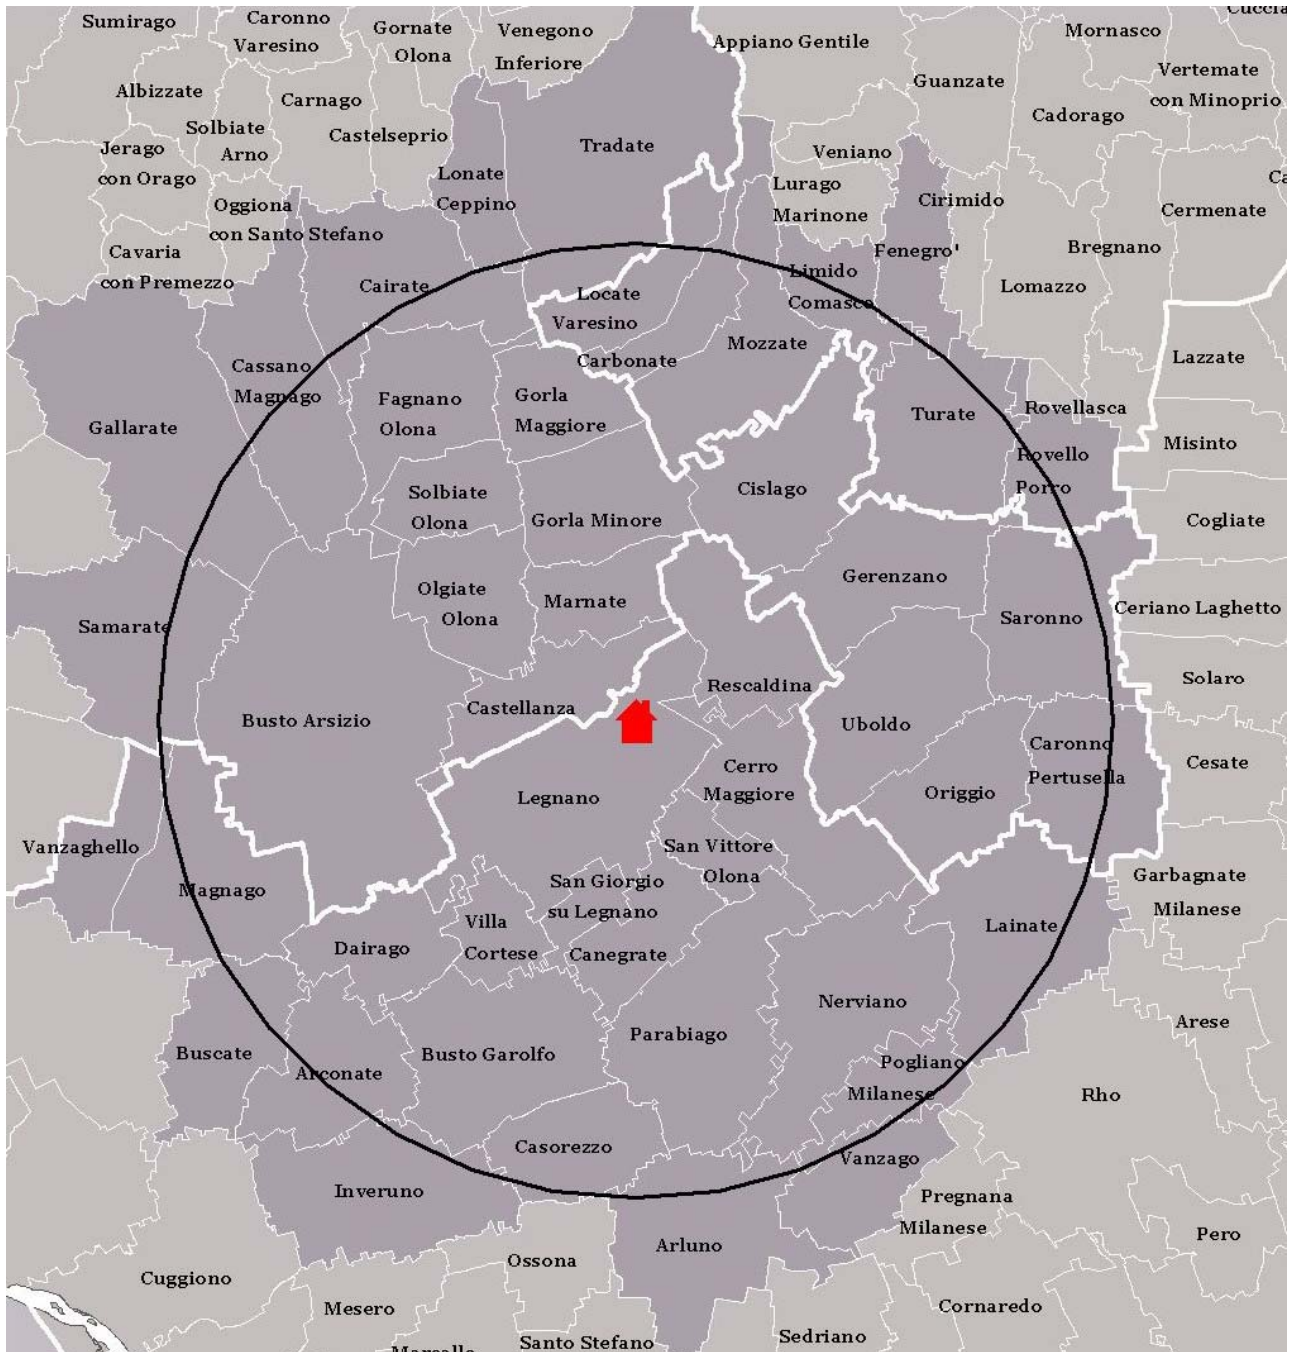 Sumirago
Caronno
Varesino
Gornate
Olona
Venegono
Inferiore
Appiano Gentile
Mornasco
Guanzate
Vertemate
con Minoprio
Albizzate
Carnago
Cadorago
Solbiate
Arno
Castelseprio
Tradate
Jerago
con Orago
Veniano
Lonate
Ceppino
Lurago
Marinone
Cirimido
Cermenate
Oggiona
con Santo Stefano
Fenegro'
Bregnano
Cavaria
con Premezzo
Cairate
Limido
Comasco
Lomazzo
Locate
Varesino
Mozzate
Lazzate
Cassano
Magnago
Carbonate
Fagnano
Olona
Gorla
Maggiore
Turate
Rovellasca
Gallarate
Misinto
Rovello
Porro
Cislago
Solbiate
Olona
Gorla Minore
Cogliate
Gerenzano
Olgiate
Olona
Marnate
Ceriano Laghetto
Saronno
Samarate
Rescaldina
Solaro
Castellanza
Busto Arsizio
Uboldo
Caronno
Pertusella
Cesate
Cerro
Maggiore
Legnano
Origgio
Vanzaghello
San Vittore
Olona
Magnago
San Giorgio
su Legnano
Garbagnate
Milanese
Villa
Cortese
Lainate
Dairago
Canegrate
Nerviano
Arese
Parabiago
Buscate
Busto Garolfo
Arconate
Pogliano
Milanese
Rho
Casorezzo
Vanzago
Inveruno
Pregnana
Milanese
Pero
Arluno
Ossona
Cuggiono
Mesero
Cornaredo
Sedriano
Santo Stefano